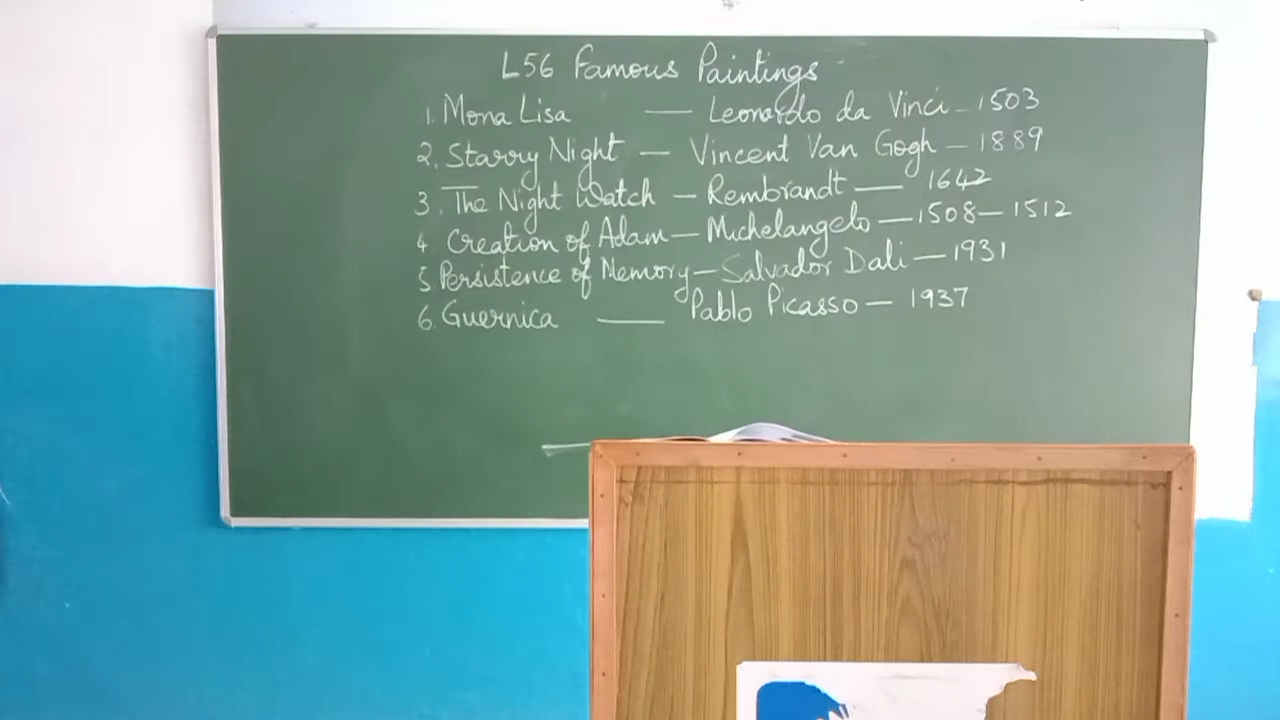 L56 Famous Paintings
1. Mona Lisa — Leonardo da Vinci - 1503
2. Starry Night — Vincent Van Gogh — 1889
3. The Night Watch — Rembrandt — 1642
4. Creation of Adam — Michelangelo — 1508 — 1512
5 Persistence of Memory — Salvador Dali — 1931
6. Guernica — Pablo Picasso — 1937